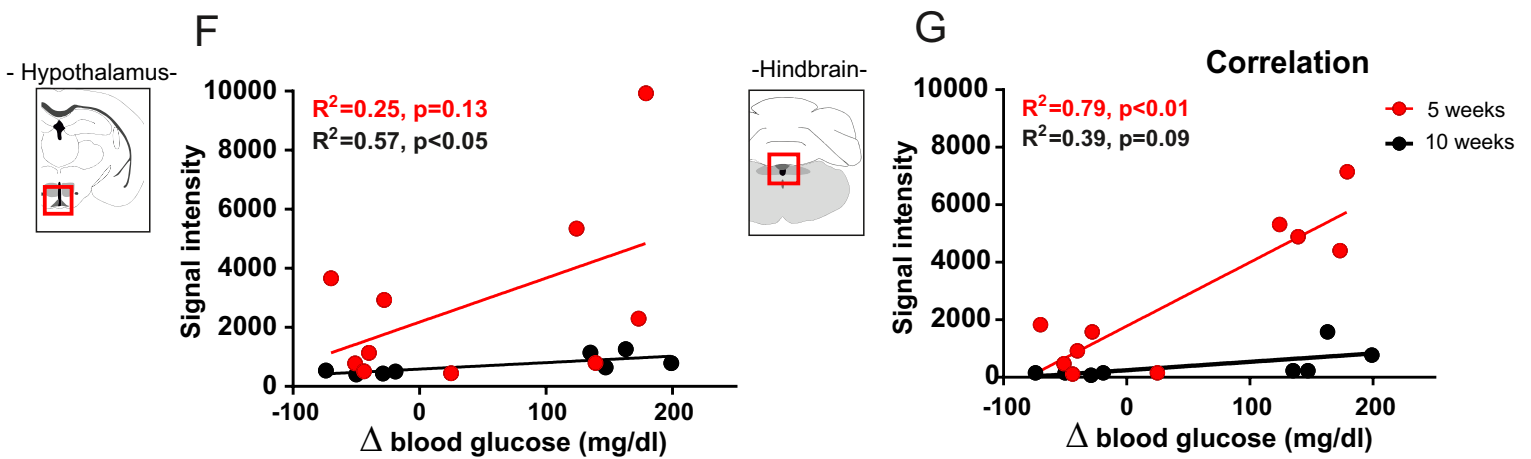 F
- Hypothalamus-
R²=0.25, p=0.13
R²=0.57, p<0.05
10000
8000
6000
4000
2000
0
Signal intensity
-100 0 100 200
Δ blood glucose (mg/dl)
G
-Hindbrain-
Correlation
R²=0.79, p<0.01
R²=0.39, p=0.09
5 weeks
10 weeks
10000
8000
6000
4000
2000
0
Signal intensity
-100 0 100 200
Δ blood glucose (mg/dl)